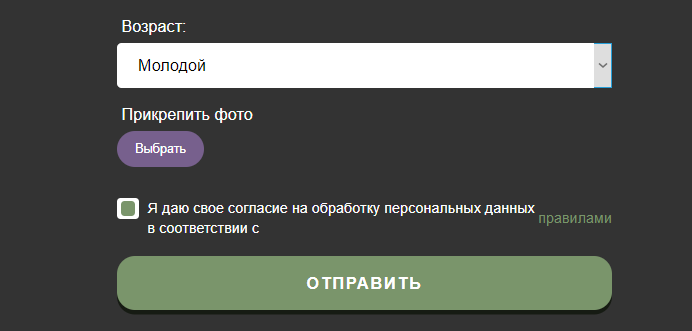 Возраст:
Молодой
Прикрепить фото
Выбрать
Я даю свое согласие на обработку персональных данных
в соответствии с
правилами
ОТПРАВИТЬ